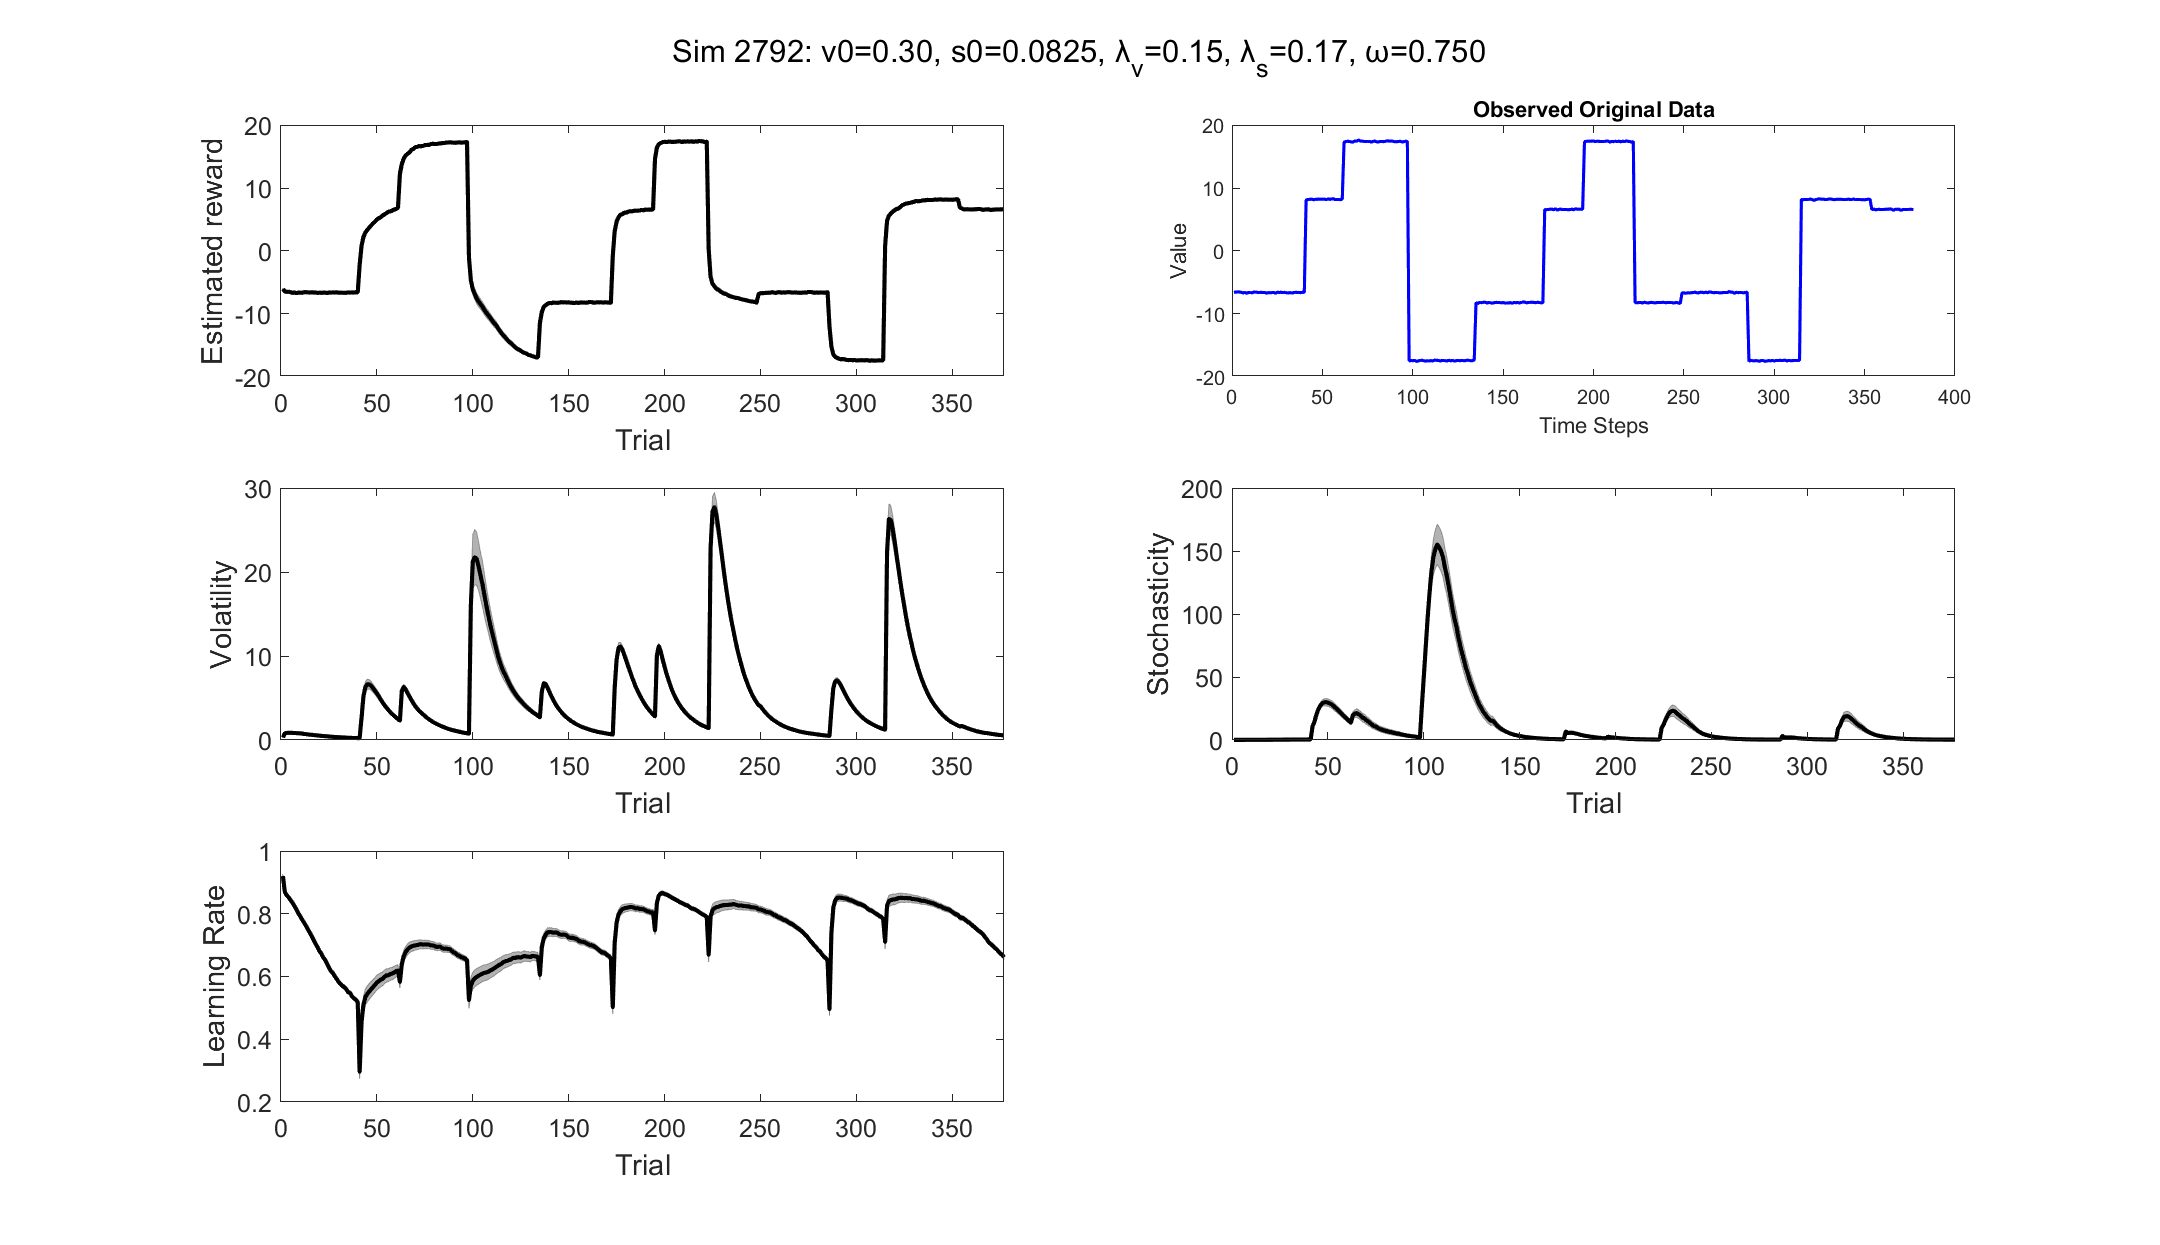 Sim 2792: v0=0.30, s0=0.0825, λ_v=0.15, λ_s=0.17, ω=0.750
Estimated reward
20
10
0
-10
-20
0 50 100 150 200 250 300 350
Trial
Observed Original Data
Value
20
10
0
-10
-20
0 50 100 150 200 250 300 350 400
Time Steps
Volatility
30
20
10
0
0 50 100 150 200 250 300 350
Trial
Stochasticity
200
150
100
50
0
0 50 100 150 200 250 300 350
Trial
Learning Rate
1
0.8
0.6
0.4
0.2
0 50 100 150 200 250 300 350
Trial